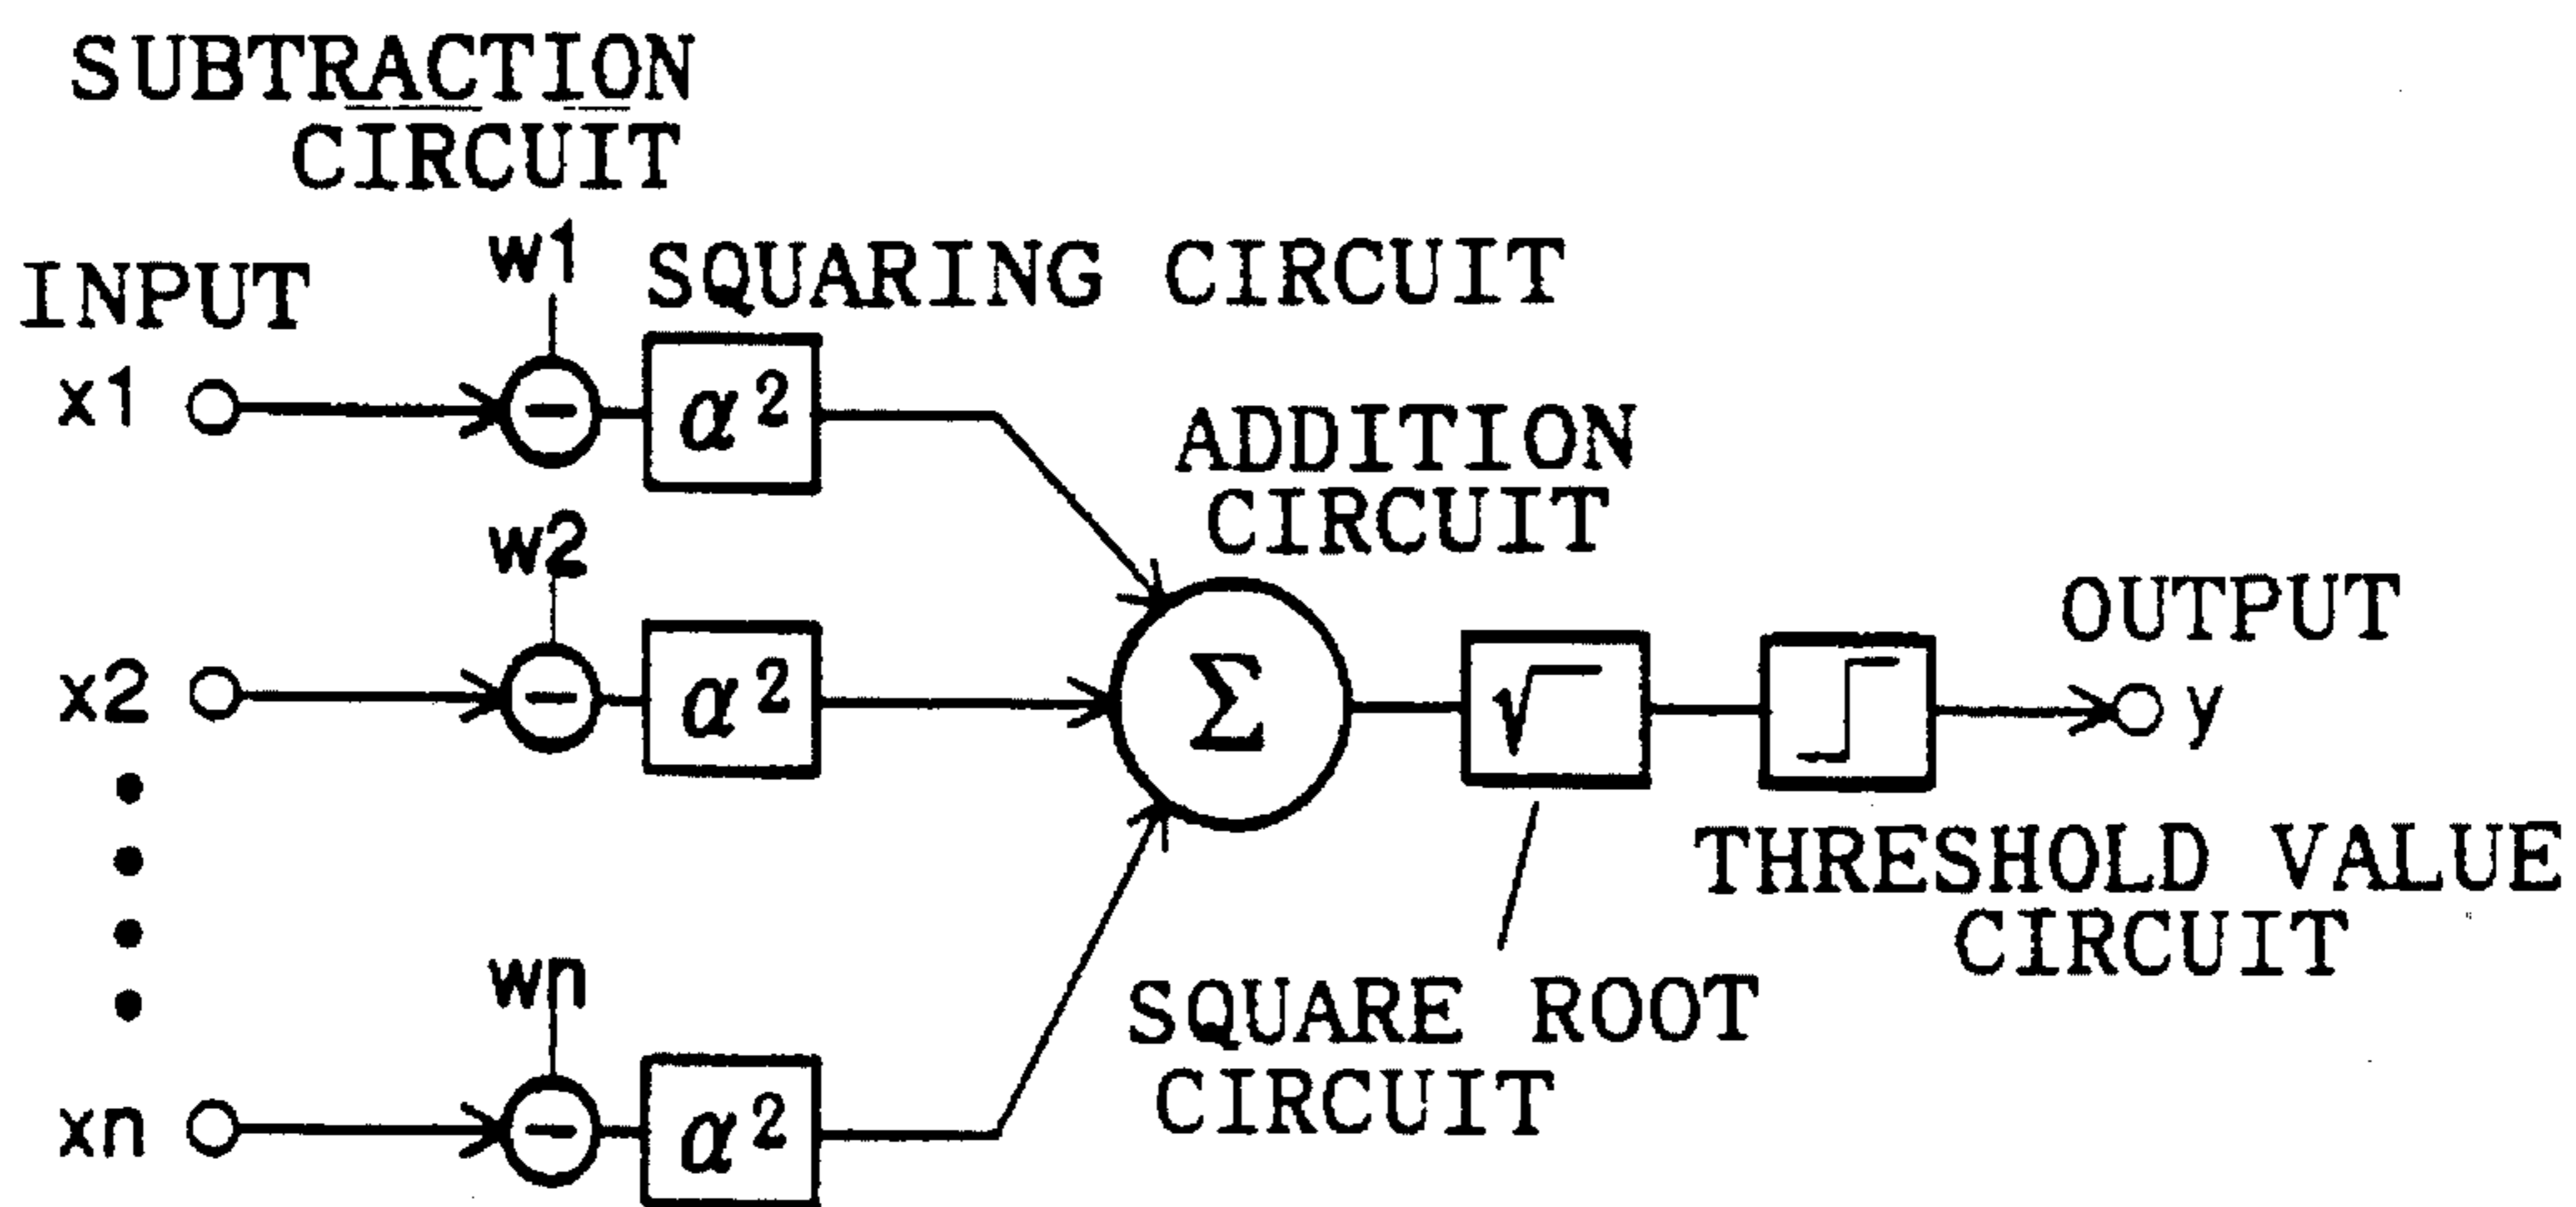 SUBTRACTION
CIRCUIT
INPUT
w1
SQUARING CIRCUIT
x1
−
α²
ADDITION
CIRCUIT
w2
x2
−
α²
Σ
√
OUTPUT
y
THRESHOLD VALUE
CIRCUIT
wn
SQUARE ROOT
CIRCUIT
xn
−
α²